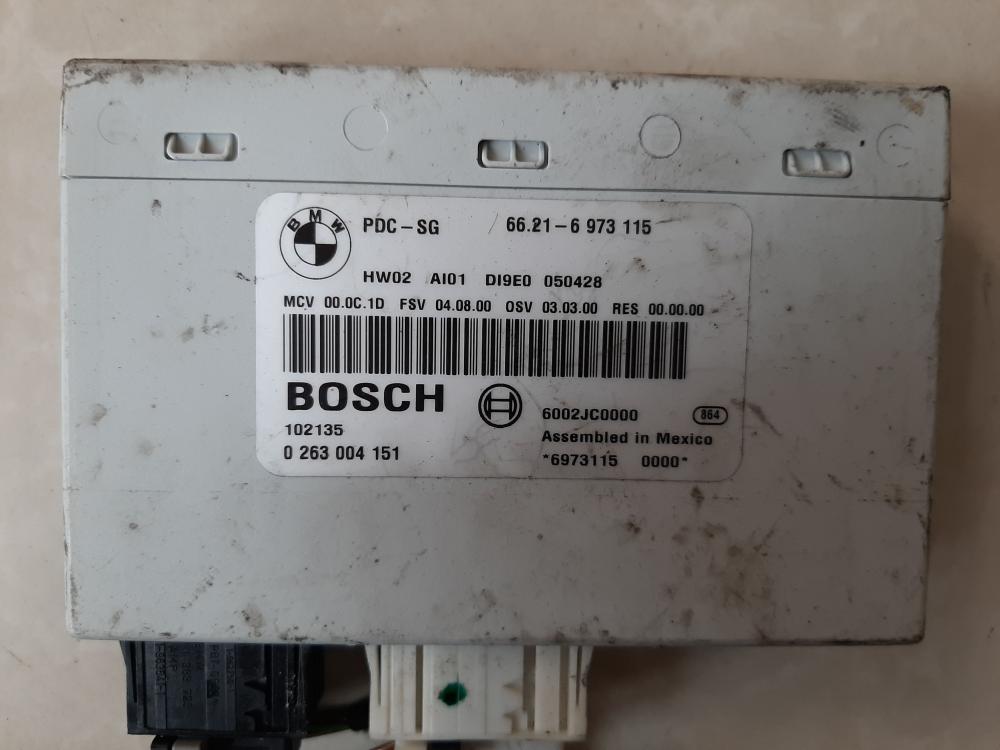 BMW
PDC-SG 66.21-6 973 115
HW02 AI01 DI9E0 050428
MCV 00.0C.1D FSV 04.08.00 OSV 03.03.00 RES 00.00.00
BOSCH
6002JC0000 864
102135
Assembled in Mexico
0 263 004 151
*6973115 0000*